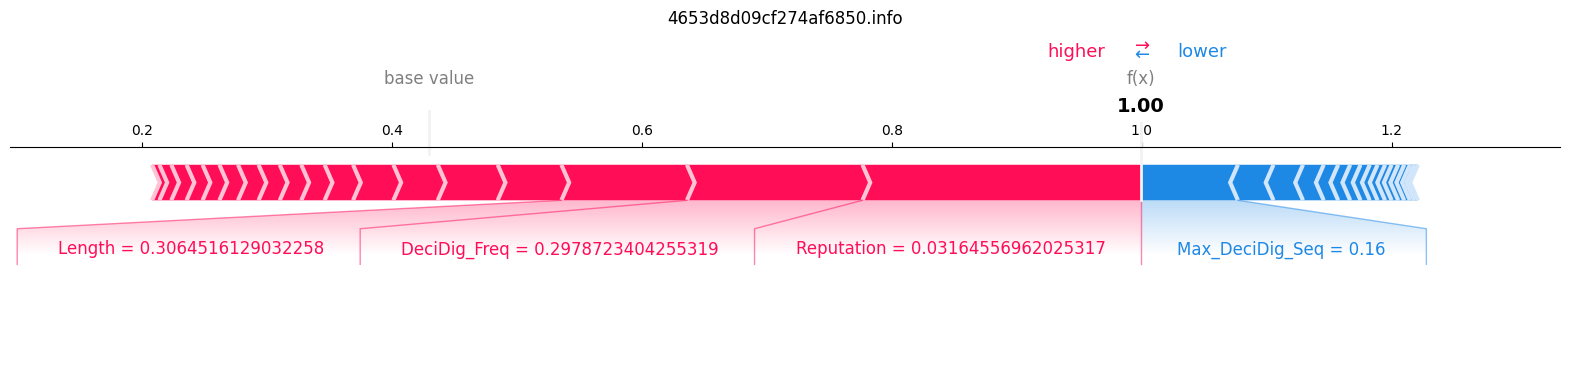 4653d8d09cf274af6850.info
higher ⇄ lower
base value f(x)
1.00
0.2 0.4 0.6 0.8 1.0 1.2
Length = 0.3064516129032258 DeciDig_Freq = 0.2978723404255319 Reputation = 0.03164556962025317 Max_DeciDig_Seq = 0.16